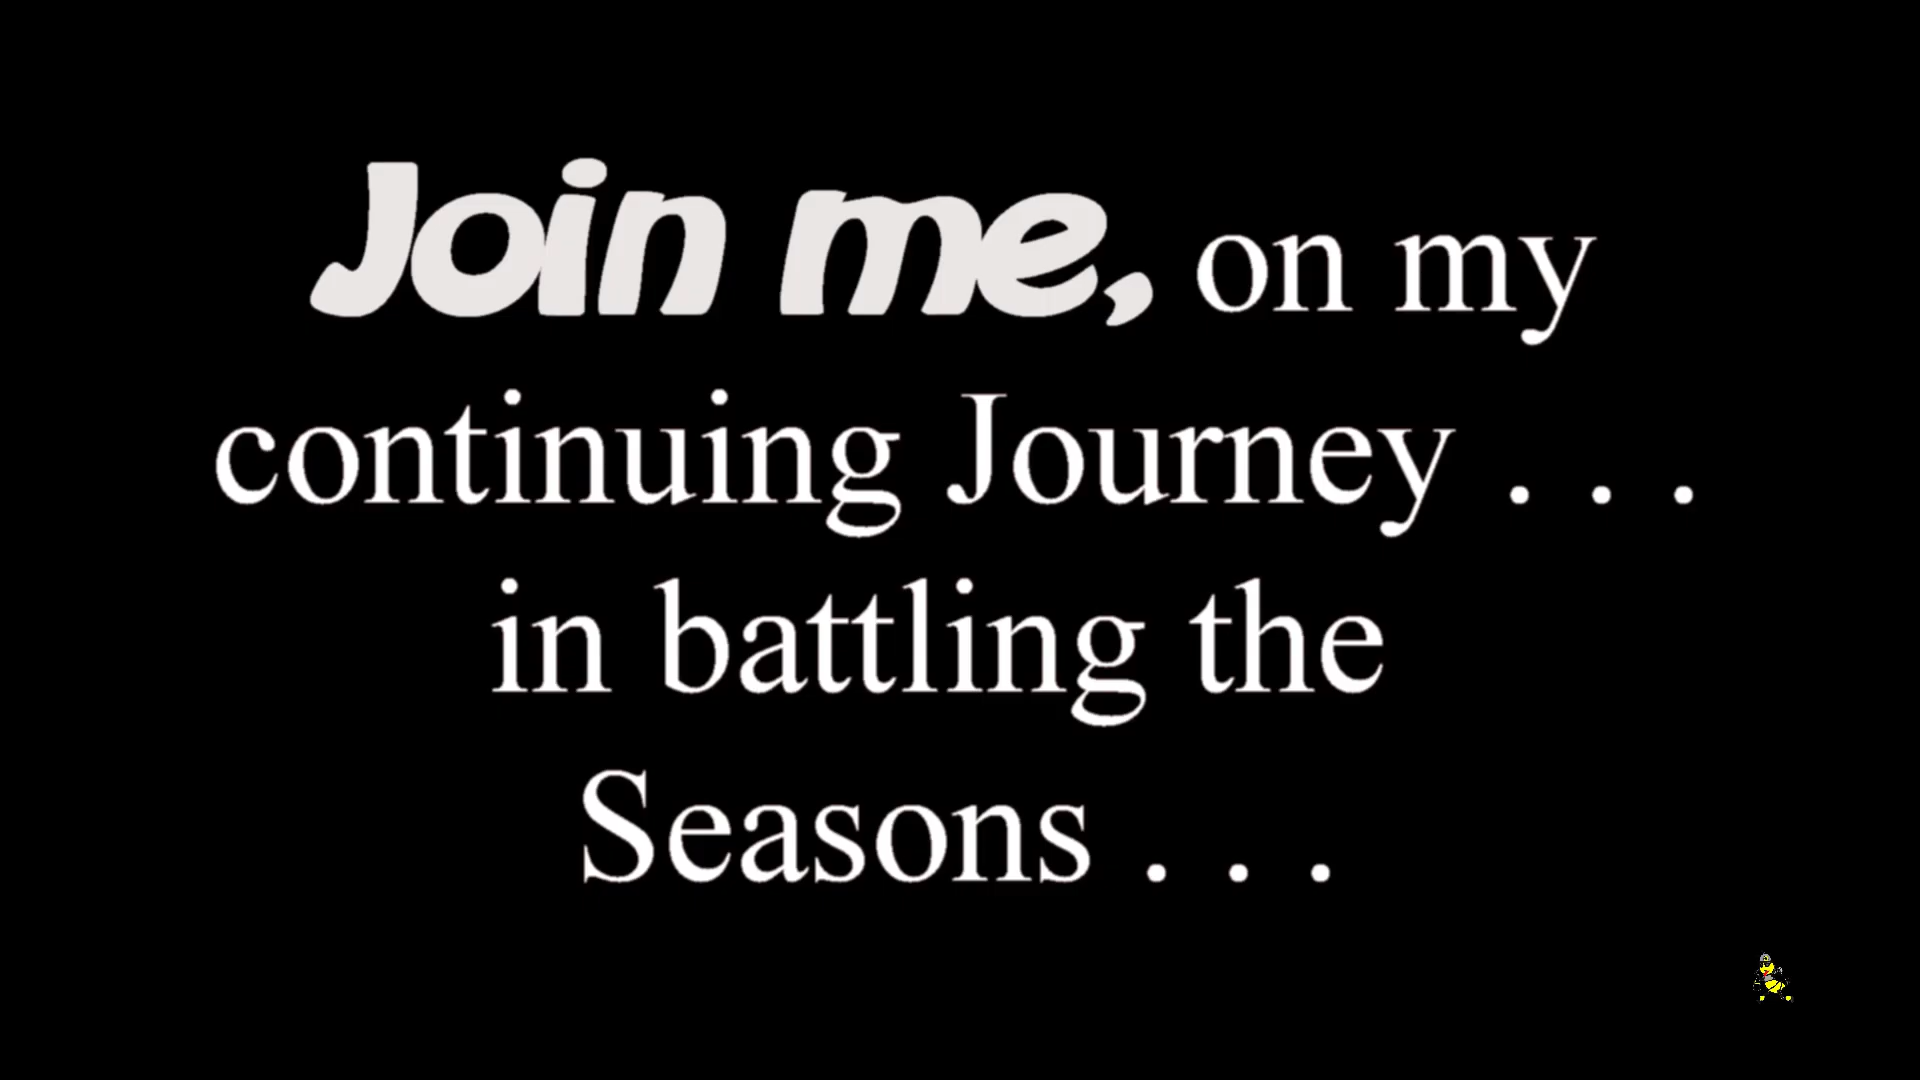 Join me, on my
continuing Journey . . .
in battling the
Seasons . . .